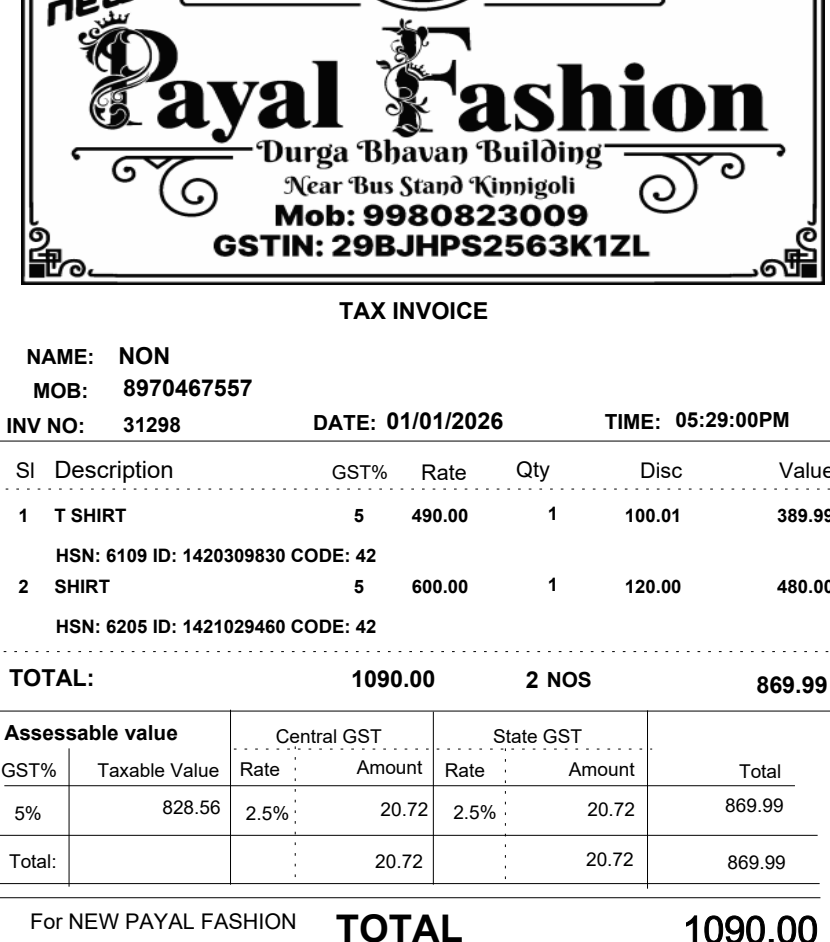 new
Payal Fashion
Durga Bhavan Building
Near Bus Stand Kinnigoli
Mob: 9980823009
GSTIN: 29BJHPS2563K1ZL
TAX INVOICE
NAME: NON
MOB: 8970467557
INV NO: 31298 DATE: 01/01/2026 TIME: 05:29:00PM
Sl Description GST% Rate Qty Disc Value
1 T SHIRT 5 490.00 1 100.01 389.99
HSN: 6109 ID: 1420309830 CODE: 42
2 SHIRT 5 600.00 1 120.00 480.00
HSN: 6205 ID: 1421029460 CODE: 42
TOTAL: 1090.00 2 NOS 869.99
Assessable value Central GST State GST
GST% Taxable Value Rate Amount Rate Amount Total
5% 828.56 2.5% 20.72 2.5% 20.72 869.99
Total: 20.72 20.72 869.99
For NEW PAYAL FASHION TOTAL 1090.00